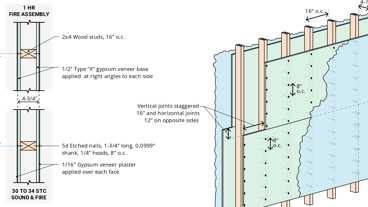 1 HR
FIRE ASSEMBLY
2x4 Wood studs, 16" o.c.
1/2" Type "X" gypsum veneer base
applied at right angles to each side
4-3/4"
5d Etched nails, 1-3/4" long, 0.0999"
shank, 1/4" heads, 8" o.c.
1/16" Gypsum veneer plaster
applied over each face
30 TO 34 STC
SOUND & FIRE
16" o.c.
8"
o.c.
Vertical joints staggered
16" and horizontal joints
12" on opposite sides
8"
o.c.